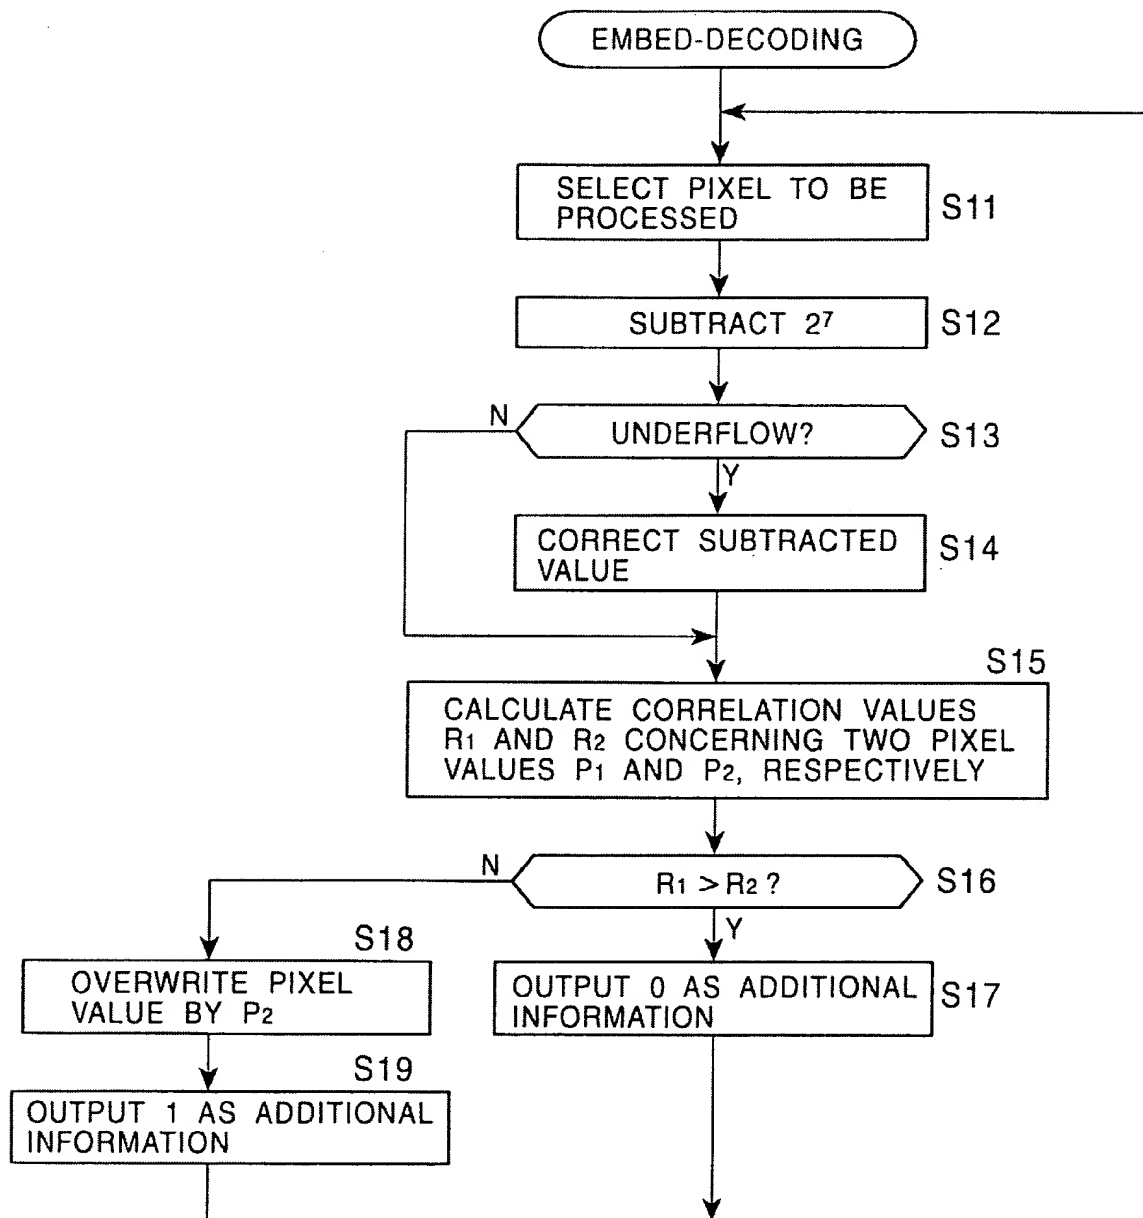 EMBED-DECODING
SELECT PIXEL TO BE
PROCESSED
S11
SUBTRACT 2⁷
S12
N
UNDERFLOW?
S13
Y
CORRECT SUBTRACTED
VALUE
S14
S15
CALCULATE CORRELATION VALUES
R₁ AND R₂ CONCERNING TWO PIXEL
VALUES P₁ AND P₂, RESPECTIVELY
N
R₁ > R₂ ?
S16
Y
S18
OVERWRITE PIXEL
VALUE BY P₂
OUTPUT 0 AS ADDITIONAL
INFORMATION
S17
S19
OUTPUT 1 AS ADDITIONAL
INFORMATION